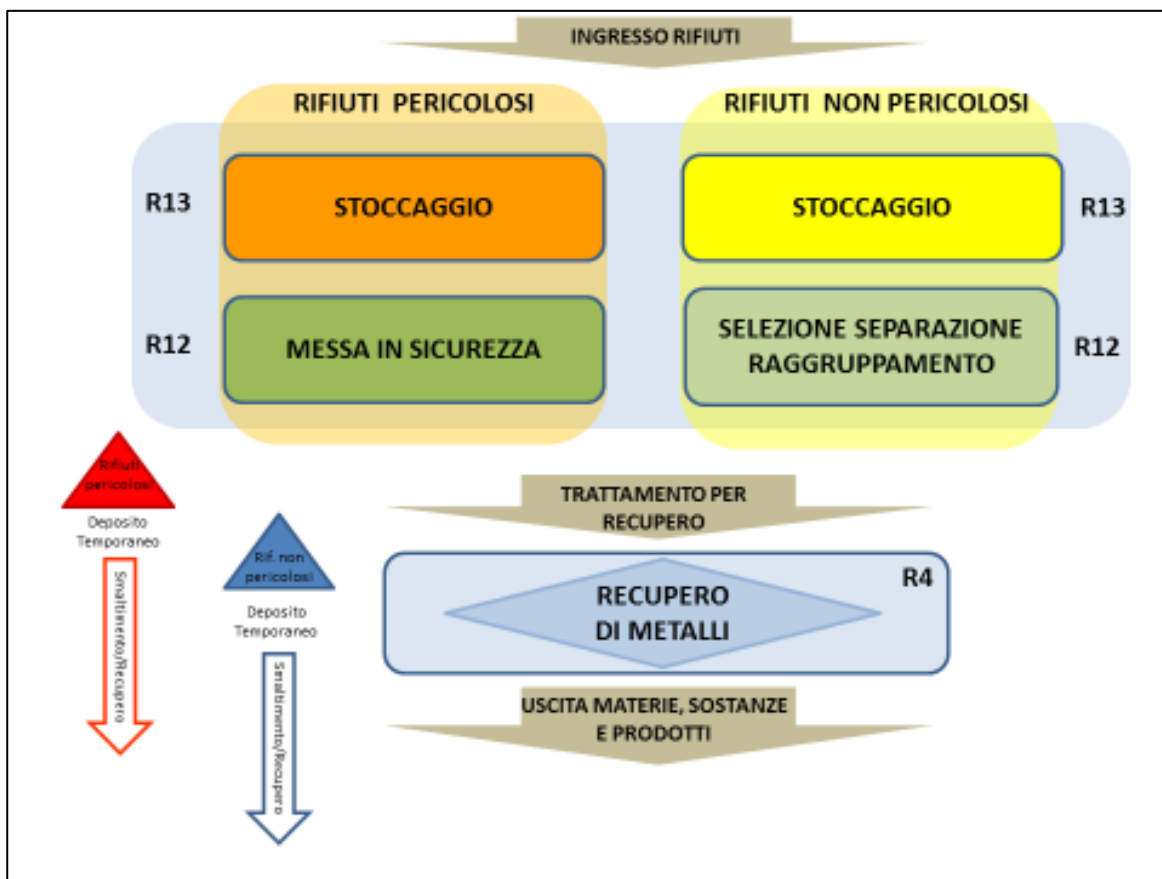 INGRESSO RIFIUTI
RIFIUTI PERICOLOSI
RIFIUTI NON PERICOLOSI
R13
STOCCAGGIO
STOCCAGGIO
R13
R12
MESSA IN SICUREZZA
SELEZIONE SEPARAZIONE
RAGGRUPPAMENTO
R12
Rifiuti
pericolosi
Deposito
Temporaneo
Smaltimento/Recupero
Rif. non
pericolosi
Deposito
Temporaneo
Smaltimento/Recupero
TRATTAMENTO PER
RECUPERO
R4
RECUPERO
DI METALLI
USCITA MATERIE, SOSTANZE
E PRODOTTI